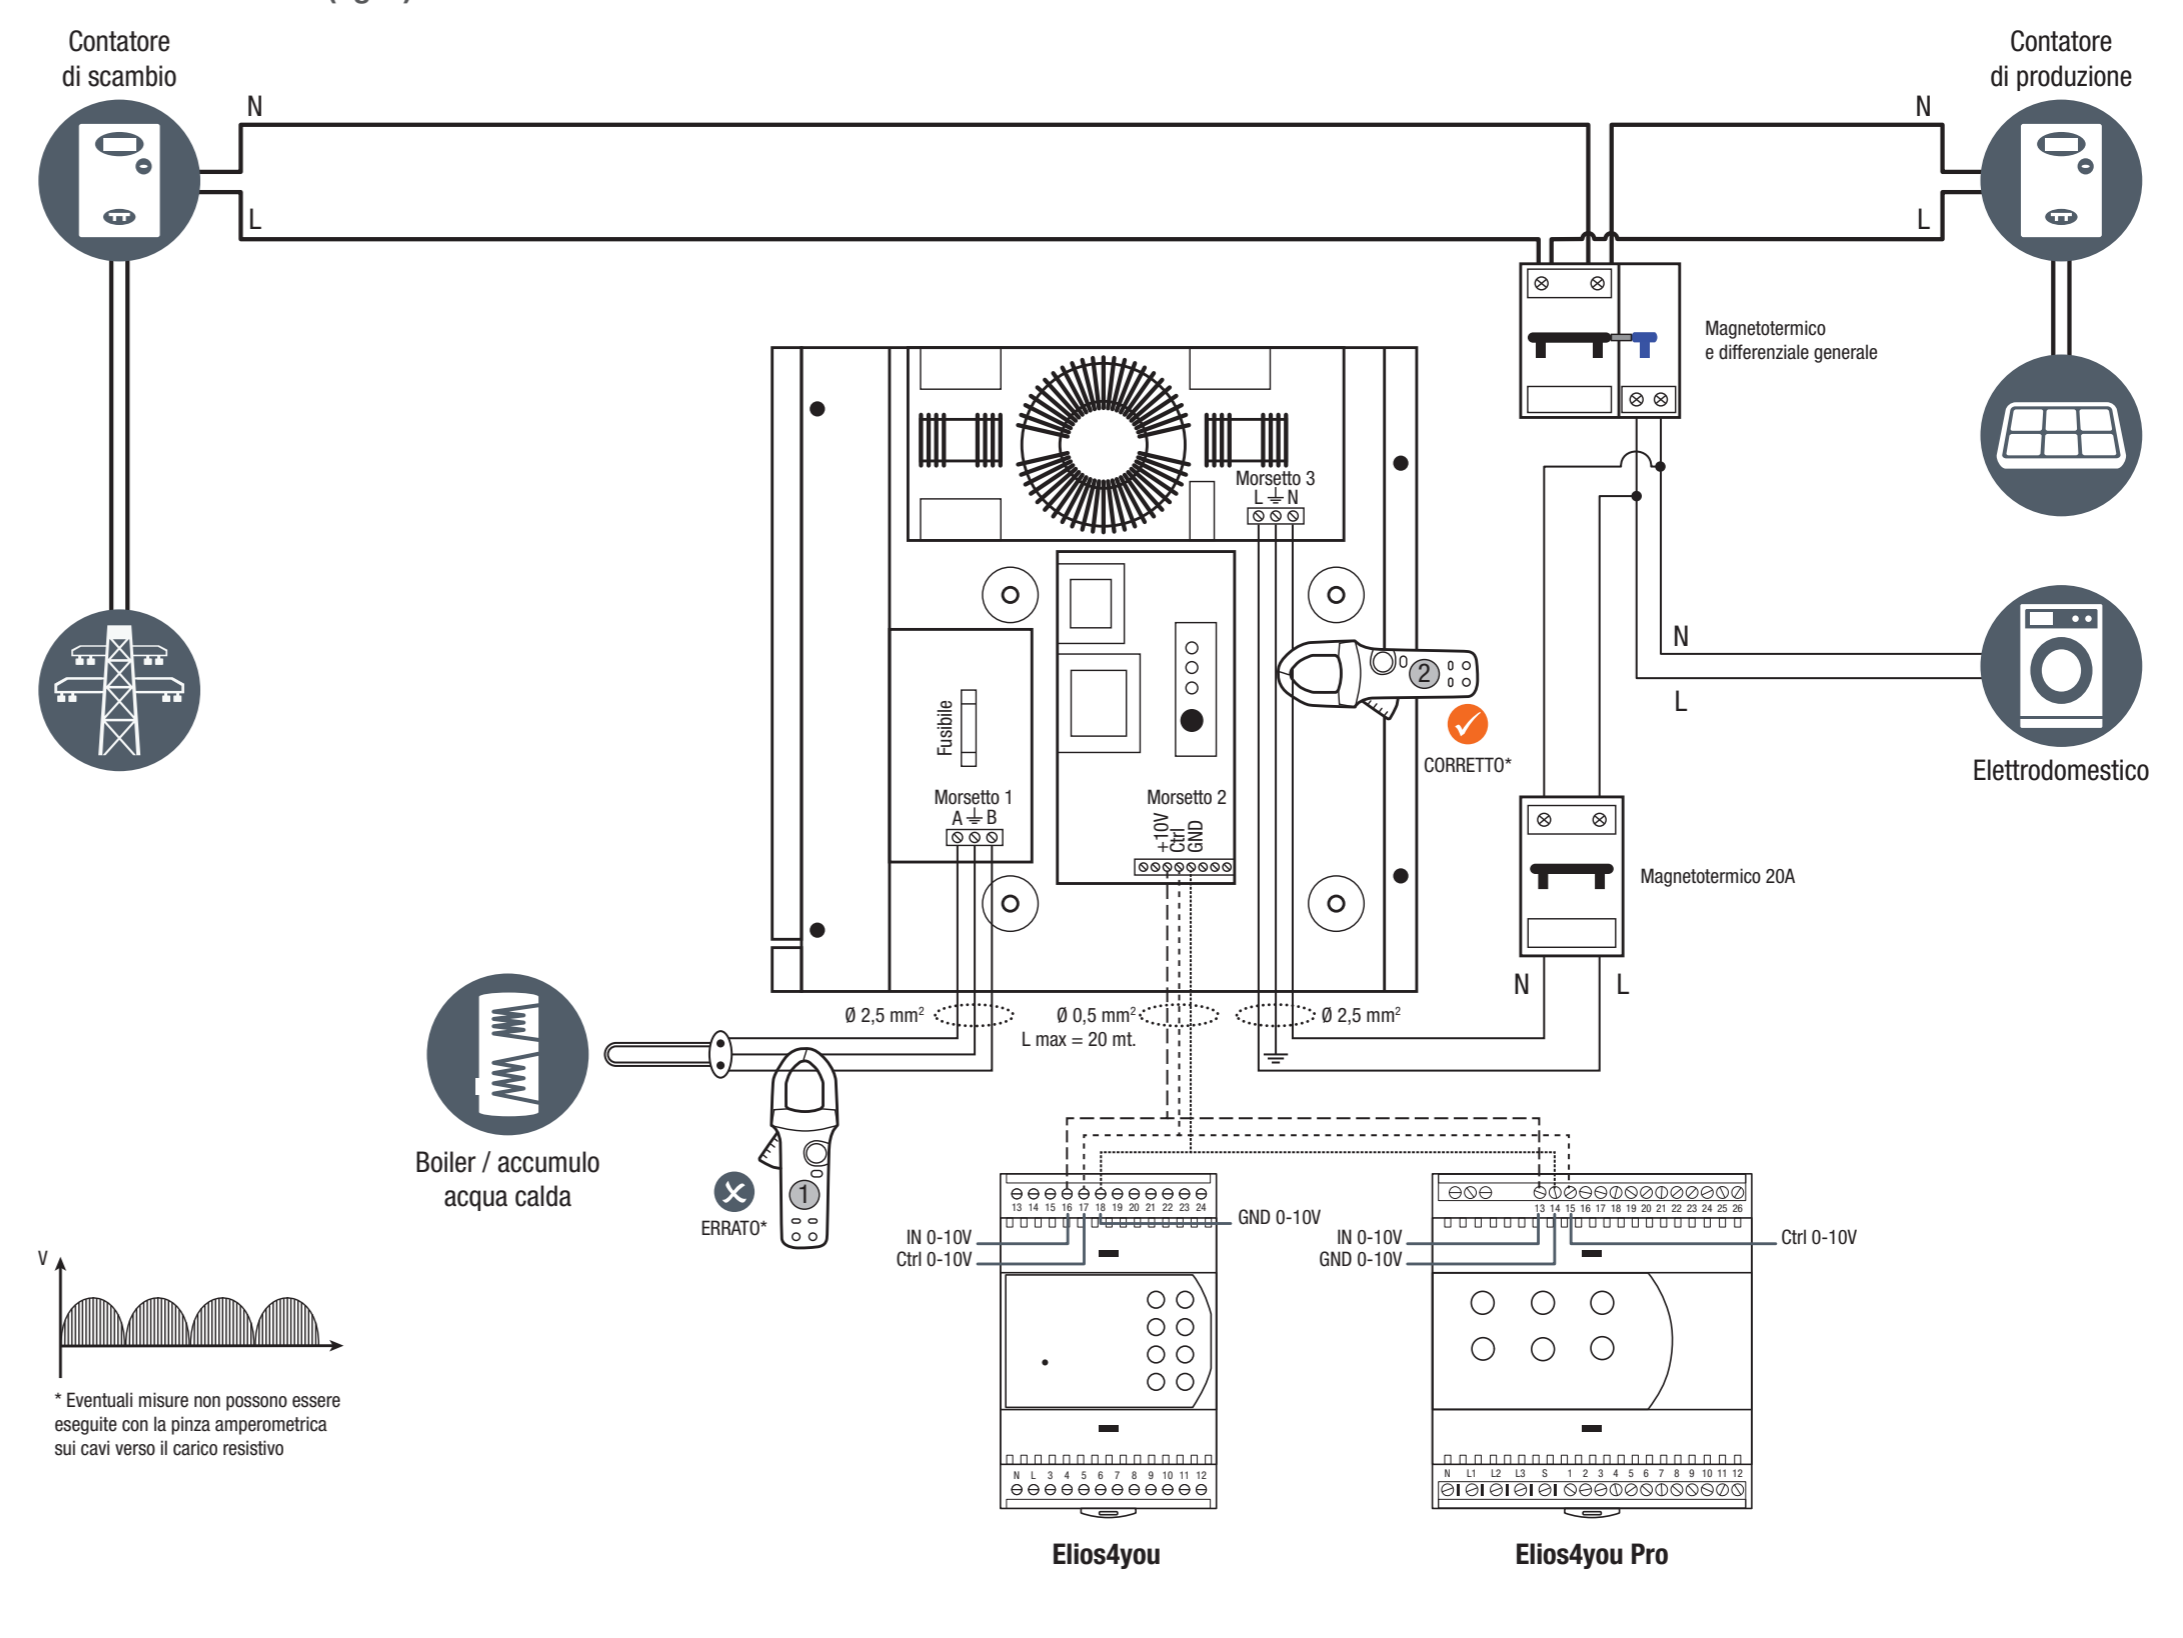 Contatore
di scambio
Contatore
di produzione
N
N
L
L
Magnetotermico
e differenziale generale
Morsetto 3
L N
N
L
2
CORRETTO*
Elettrodomestico
Fusibile
Morsetto 1
A B
Morsetto 2
+10V
Ctrl
GND
Magnetotermico 20A
N
L
Ø 2,5 mm²
Ø 0,5 mm²
L max = 20 mt.
Ø 2,5 mm²
Boiler / accumulo
acqua calda
1
ERRATO*
13 14 15 16 17 18 19 20 21 22 23 24
GND 0-10V
IN 0-10V
Ctrl 0-10V
13 14 15 16 17 18 19 20 21 22 23 24 25 26
IN 0-10V
GND 0-10V
Ctrl 0-10V
V
* Eventuali misure non possono essere
eseguite con la pinza amperometrica
sui cavi verso il carico resistivo
N L 3 4 5 6 7 8 9 10 11 12
N L1 L2 L3 S 1 2 3 4 5 6 7 8 9 10 11 12
Elios4you
Elios4you Pro